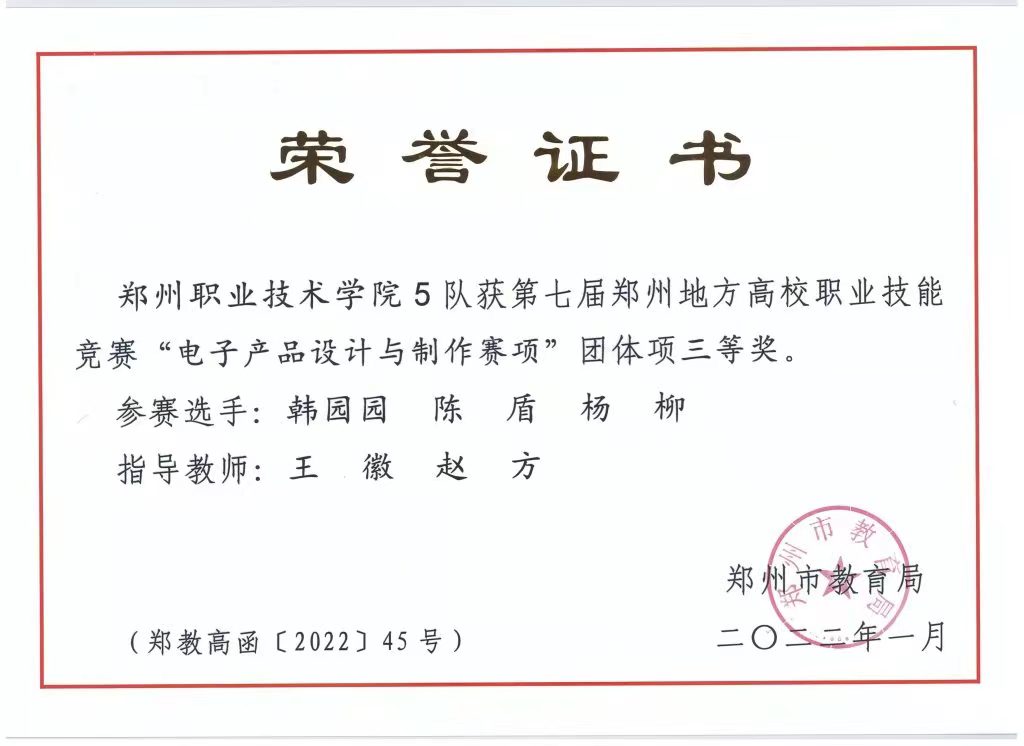 荣誉证书
郑州职业技术学院5队获第七届郑州地方高校职业技能
竞赛“电子产品设计与制作赛项”团体项三等奖。
参赛选手：韩园园 陈 盾 杨 柳
指导教师：王 徽 赵 方
郑州市教育局
郑州市教育局
（郑教高函〔2022〕45号）
二〇二二年一月